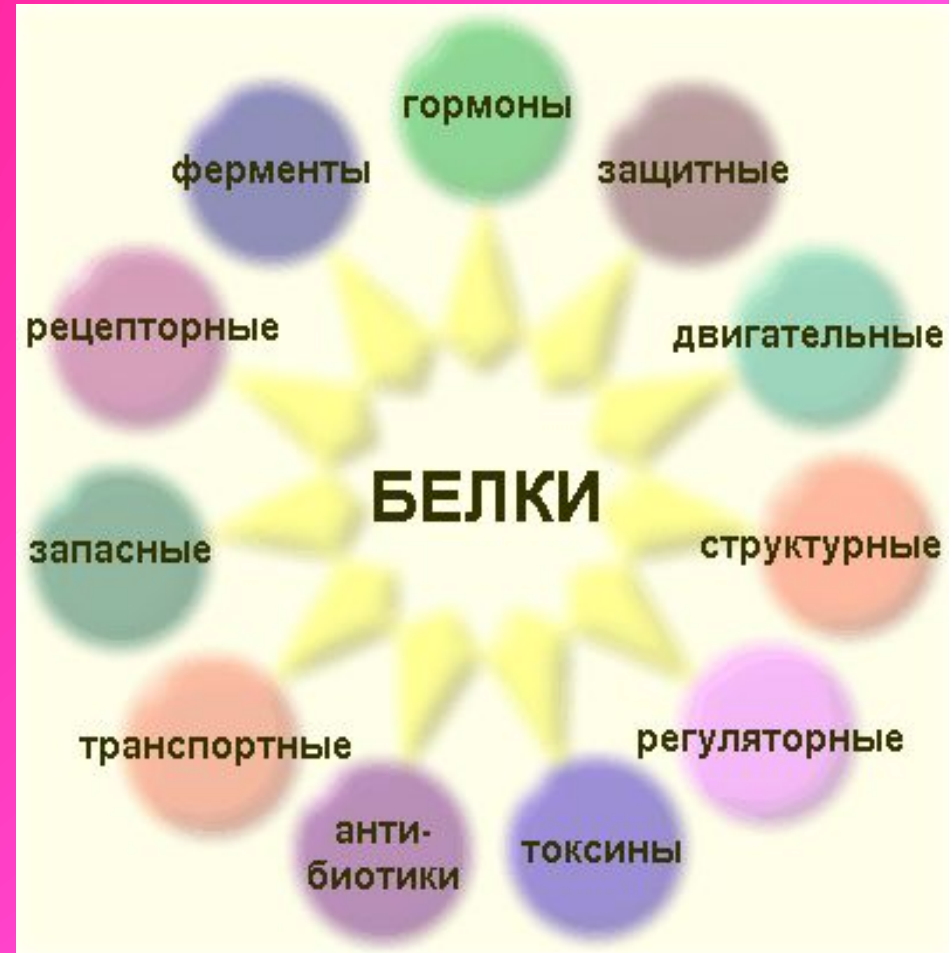 гормоны
ферменты
защитные
рецепторные
двигательные
БЕЛКИ
запасные
структурные
транспортные
регуляторные
анти-
биотики
токсины